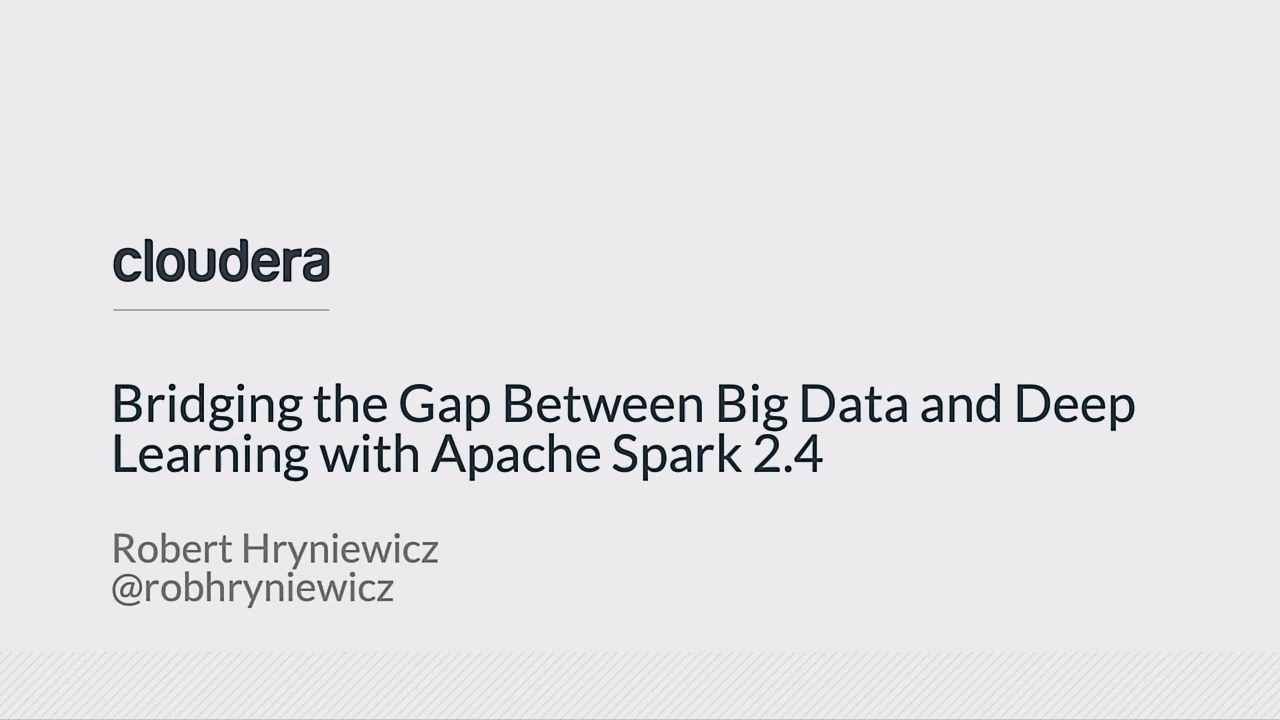 cloudera
Bridging the Gap Between Big Data and Deep
Learning with Apache Spark 2.4
Robert Hryniewicz
@robhryniewicz